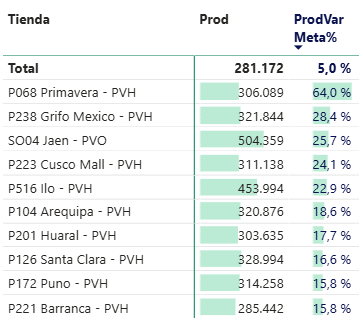 Tienda Prod ProdVar
Meta%
Total 281.172 5,0 %
P068 Primavera - PVH 306.089 64,0 %
P238 Grifo Mexico - PVH 321.844 28,4 %
SO04 Jaen - PVO 504.359 25,7 %
P223 Cusco Mall - PVH 311.138 24,1 %
P516 Ilo - PVH 453.994 22,9 %
P104 Arequipa - PVH 320.876 18,6 %
P201 Huaral - PVH 303.635 17,7 %
P126 Santa Clara - PVH 328.994 16,6 %
P172 Puno - PVH 314.258 15,8 %
P221 Barranca - PVH 285.442 15,8 %